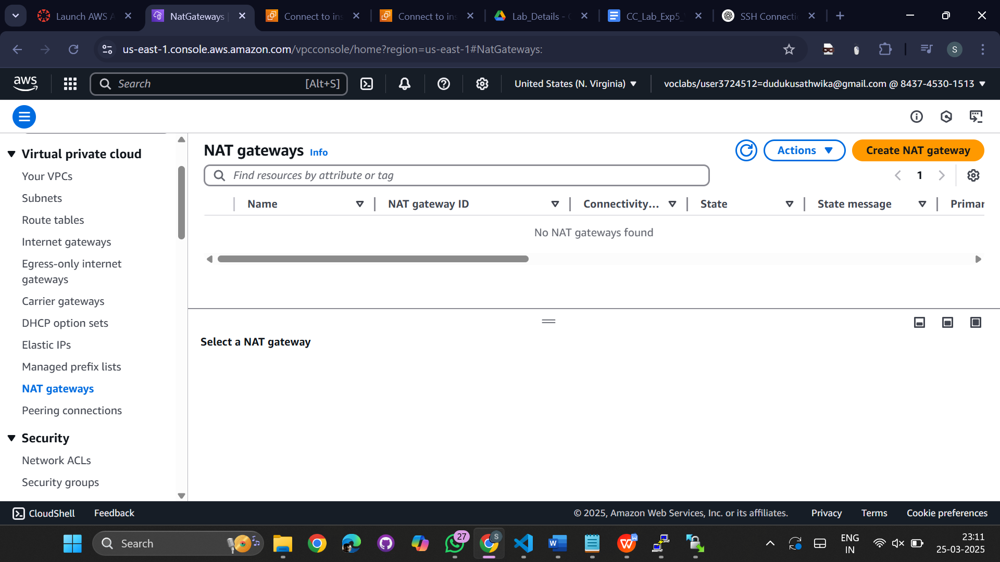 Launch AWS A
NatGateways |
Connect to ins
Connect to ins
Lab_Details - G
CC_Lab_Exp5_V
SSH Connectio
us-east-1.console.aws.amazon.com/vpcconsole/home?region=us-east-1#NatGateways:
S
aws
Search
[Alt+S]
United States (N. Virginia)
voclabs/user3724512=dudukusathwika@gmail.com @ 8437-4530-1513
Virtual private cloud
Your VPCs
Subnets
Route tables
Internet gateways
Egress-only internet
gateways
Carrier gateways
DHCP option sets
Elastic IPs
Managed prefix lists
NAT gateways
Peering connections
Security
Network ACLs
Security groups
NAT gateways Info
Actions
Create NAT gateway
Find resources by attribute or tag
1
Name
NAT gateway ID
Connectivity...
State
State message
Primar
No NAT gateways found
Select a NAT gateway
CloudShell
Feedback
© 2025, Amazon Web Services, Inc. or its affiliates.
Privacy
Terms
Cookie preferences
Search
27
S
ENG
IN
23:11
25-03-2025